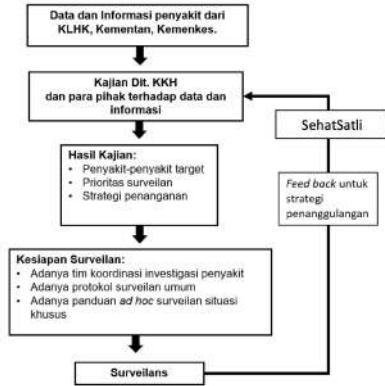 Data dan Informasi penyakit dari
KLHK, Kementan, Kemenkes.
Kajian Dit. KKH
dan para pihak terhadap data dan
informasi
SehatSatli
Hasil Kajian:
• Penyakit-penyakit target
• Prioritas surveilan
• Strategi penanganan
Feed back untuk
strategi
penanggulangan
Kesiapan Surveilan:
• Adanya tim koordinasi investigasi penyakit
• Adanya protokol surveilan umum
• Adanya panduan ad hoc surveilan situasi
khusus
Surveilans